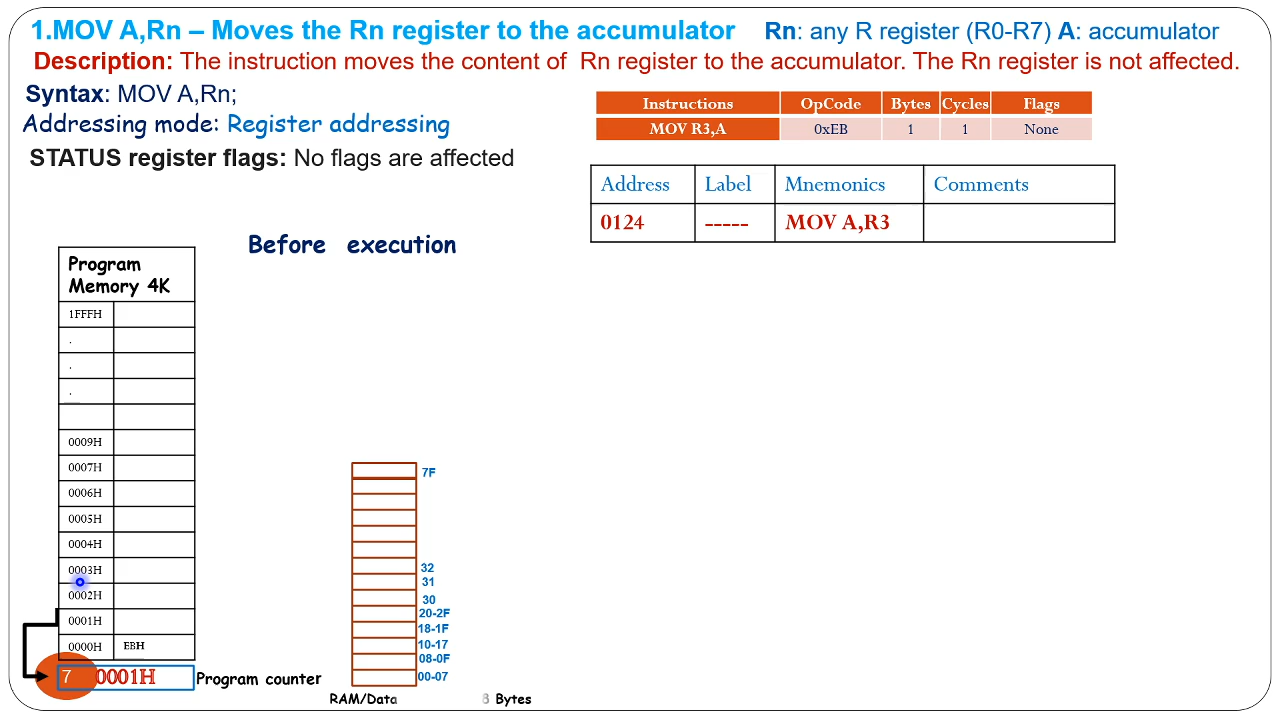 1.MOV A,Rn – Moves the Rn register to the accumulator Rn: any R register (R0-R7) A: accumulator
Description: The instruction moves the content of Rn register to the accumulator. The Rn register is not affected.
Syntax: MOV A,Rn;
Addressing mode: Register addressing
STATUS register flags: No flags are affected
Instructions OpCode Bytes Cycles Flags
MOV R3,A 0xEB 1 1 None
Address Label Mnemonics Comments
0124 ----- MOV A,R3
Before execution
Program
Memory 4K
1FFFH
.
.
.
0009H
0007H
0006H
0005H
0004H
0003H
0002H
0001H
0000H EBH
7 0001H Program counter
7F
32
31
30
20-2F
18-1F
10-17
08-0F
00-07
RAM/Data 8 Bytes